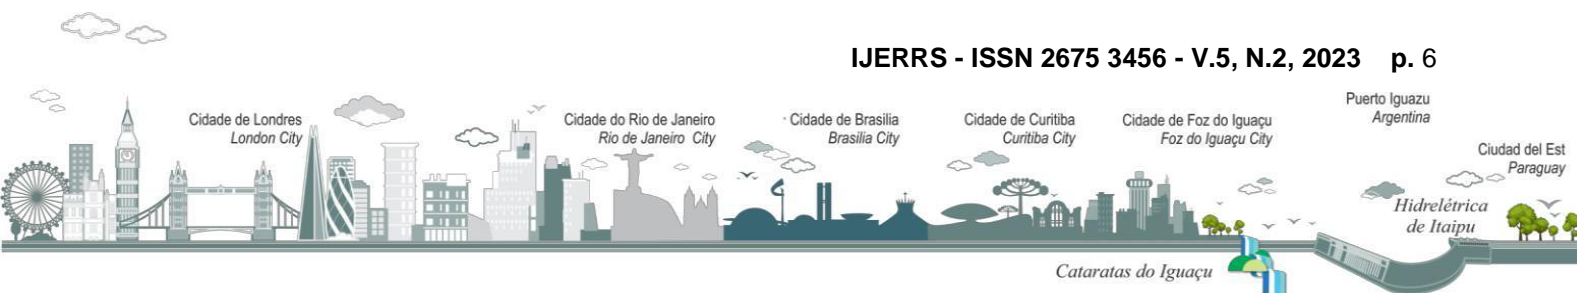 IJERRS - ISSN 2675 3456 - V.5, N.2, 2023 p. 6
Cidade de Londres
London City
Cidade do Rio de Janeiro
Rio de Janeiro City
Cidade de Brasilia
Brasilia City
Cidade de Curitiba
Curitiba City
Cidade de Foz do Iguaçu
Foz do Iguaçu City
Puerto Iguazu
Argentina
Ciudad del Est
Paraguay
Hidrelétrica
de Itaipu
Cataratas do Iguaçu